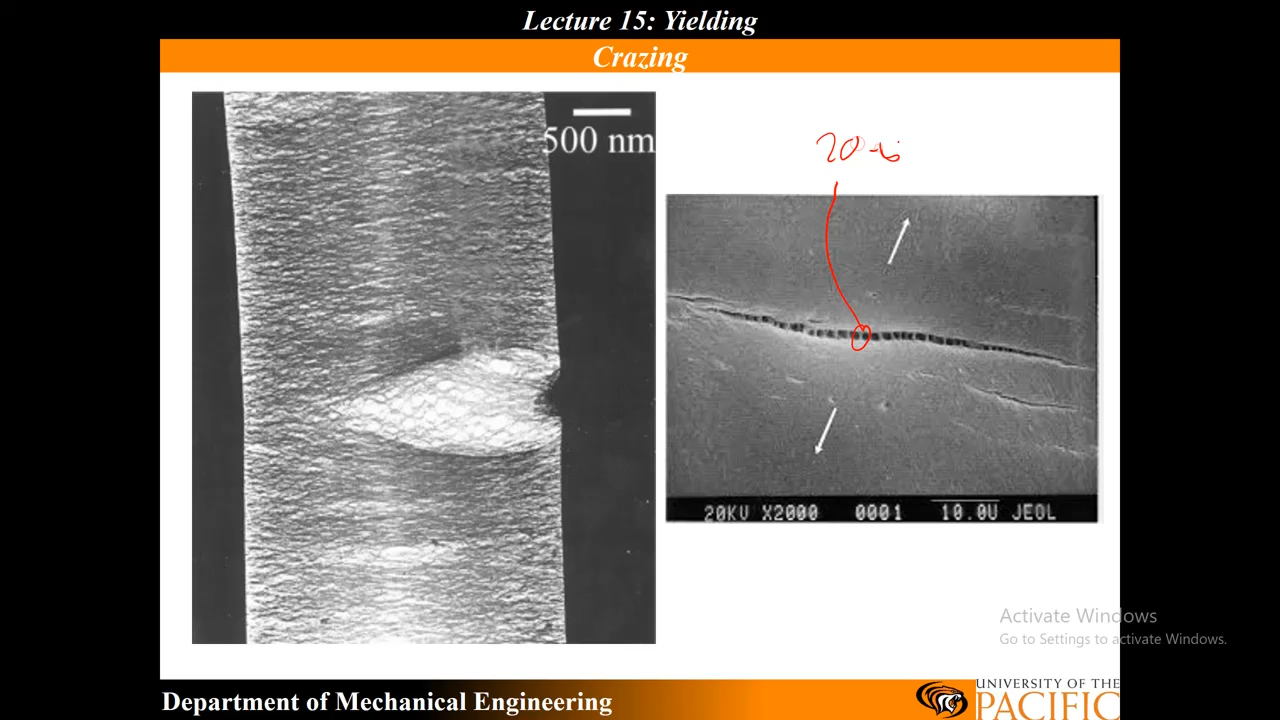 Lecture 15: Yielding
Crazing
500 nm
20KV X2000 0001 10.0U JEOL
Activate Windows
Go to Settings to activate Windows.
Department of Mechanical Engineering
UNIVERSITY OF THE
PACIFIC